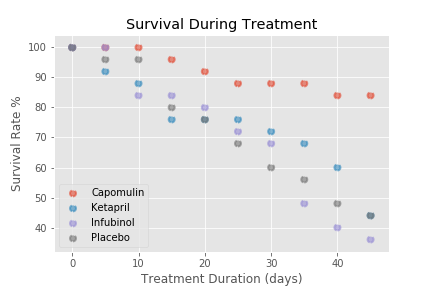 Survival During Treatment
Survival Rate %
100
90
80
70
60
50
40
Capomulin
Ketapril
Infubinol
Placebo
0 10 20 30 40
Treatment Duration (days)